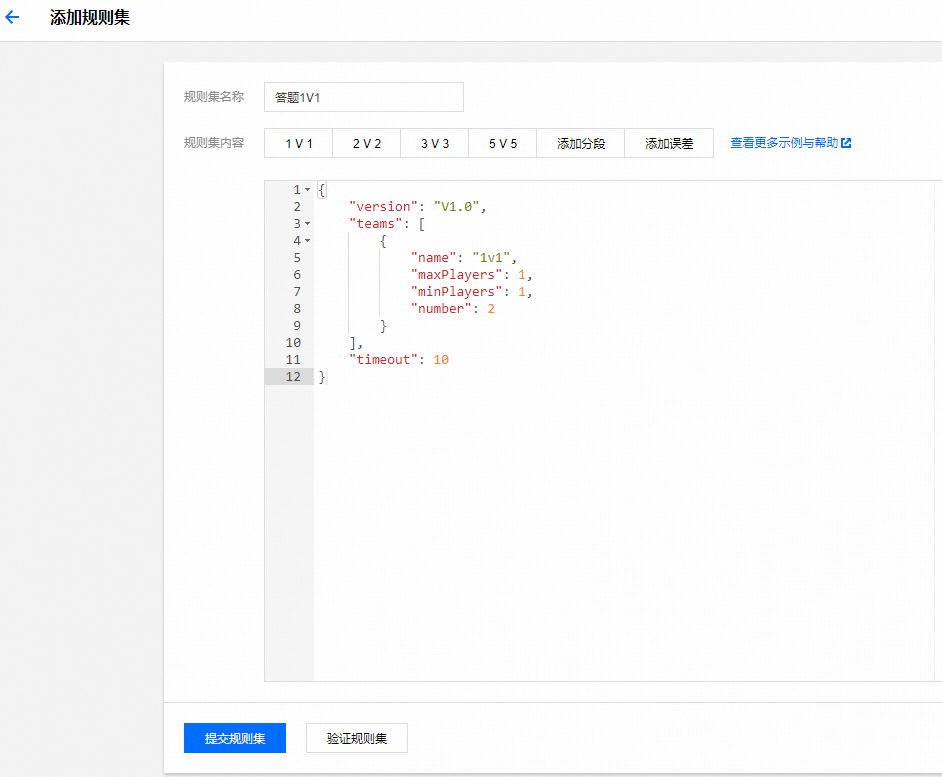 添加规则集
规则集名称 答题1V1
规则集内容 1 V 1 2 V 2 3 V 3 5 V 5 添加分段 添加误差 查看更多示例与帮助
1 {
2 "version": "V1.0",
3 "teams": [
4 {
5 "name": "1v1",
6 "maxPlayers": 1,
7 "minPlayers": 1,
8 "number": 2
9 }
10 ],
11 "timeout": 10
12 }
提交规则集 验证规则集